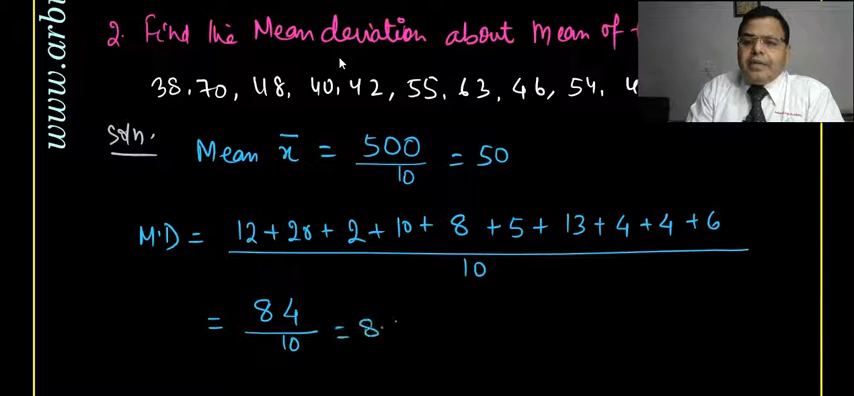 www.arbi
2. Find the Mean deviation about Mean of t
38, 70, 48, 40, 42, 55, 63, 46, 54, 4
Soln.
Mean x̄ = 500/10 = 50
M.D = 12 + 20 + 2 + 10 + 8 + 5 + 13 + 4 + 4 + 6 / 10
= 84/10 = 8.